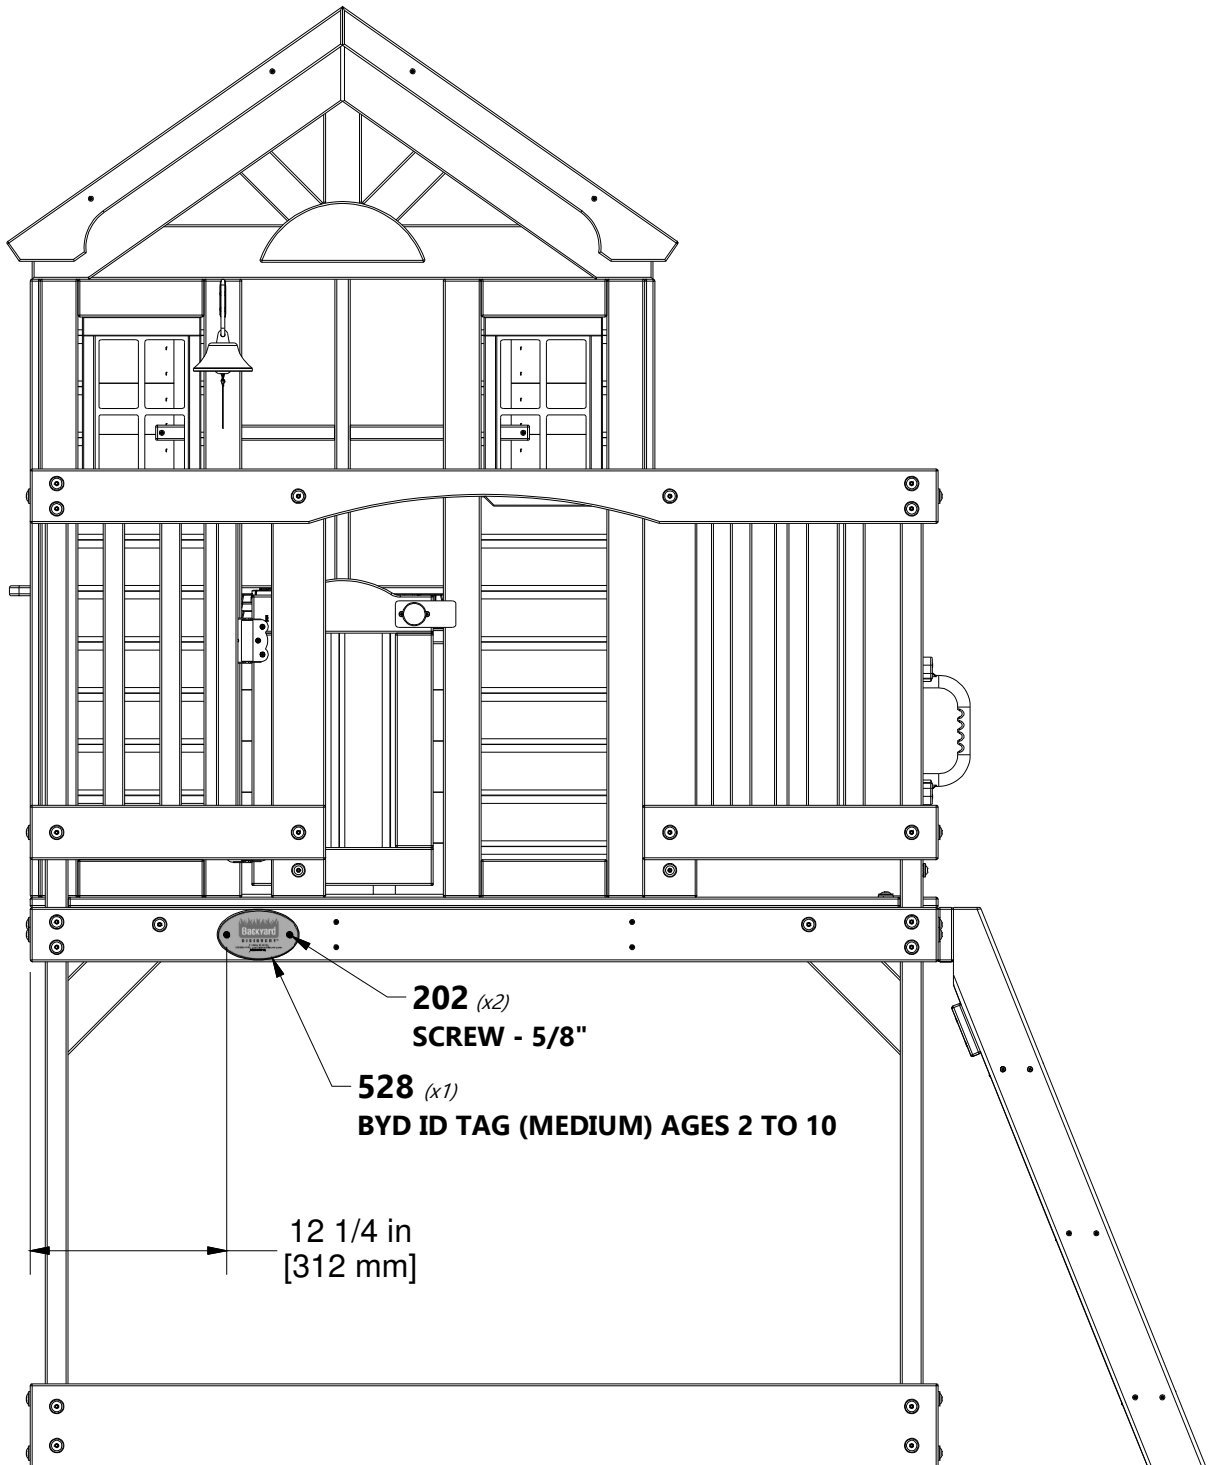 Backyard
DISCOVERY
202 (x2)
SCREW - 5/8"
528 (x1)
BYD ID TAG (MEDIUM) AGES 2 TO 10
12 1/4 in
[312 mm]